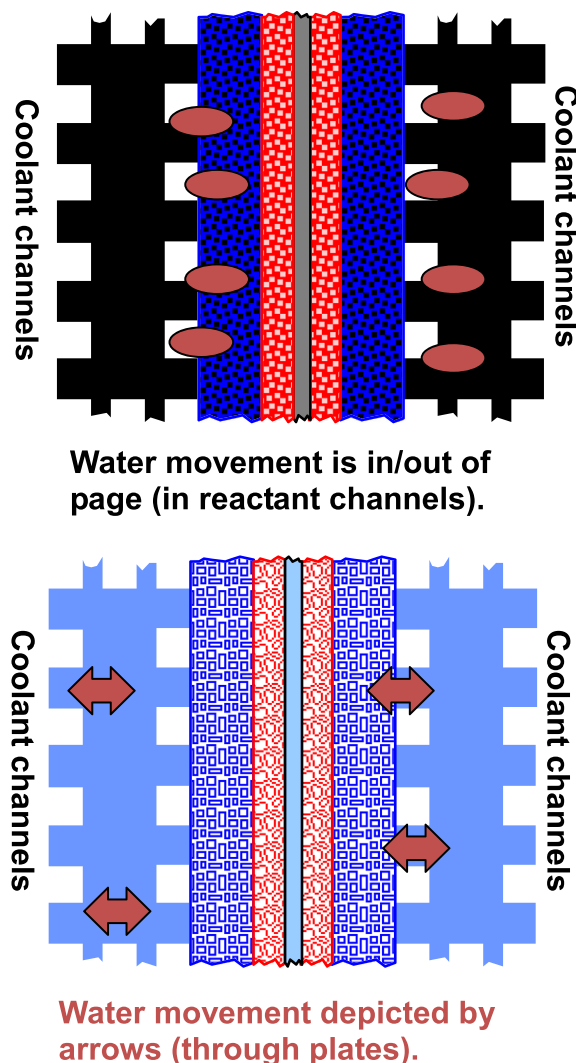 Coolant channels
Coolant channels
Water movement is in/out of
page (in reactant channels).
Coolant channels
Coolant channels
Water movement depicted by
arrows (through plates).